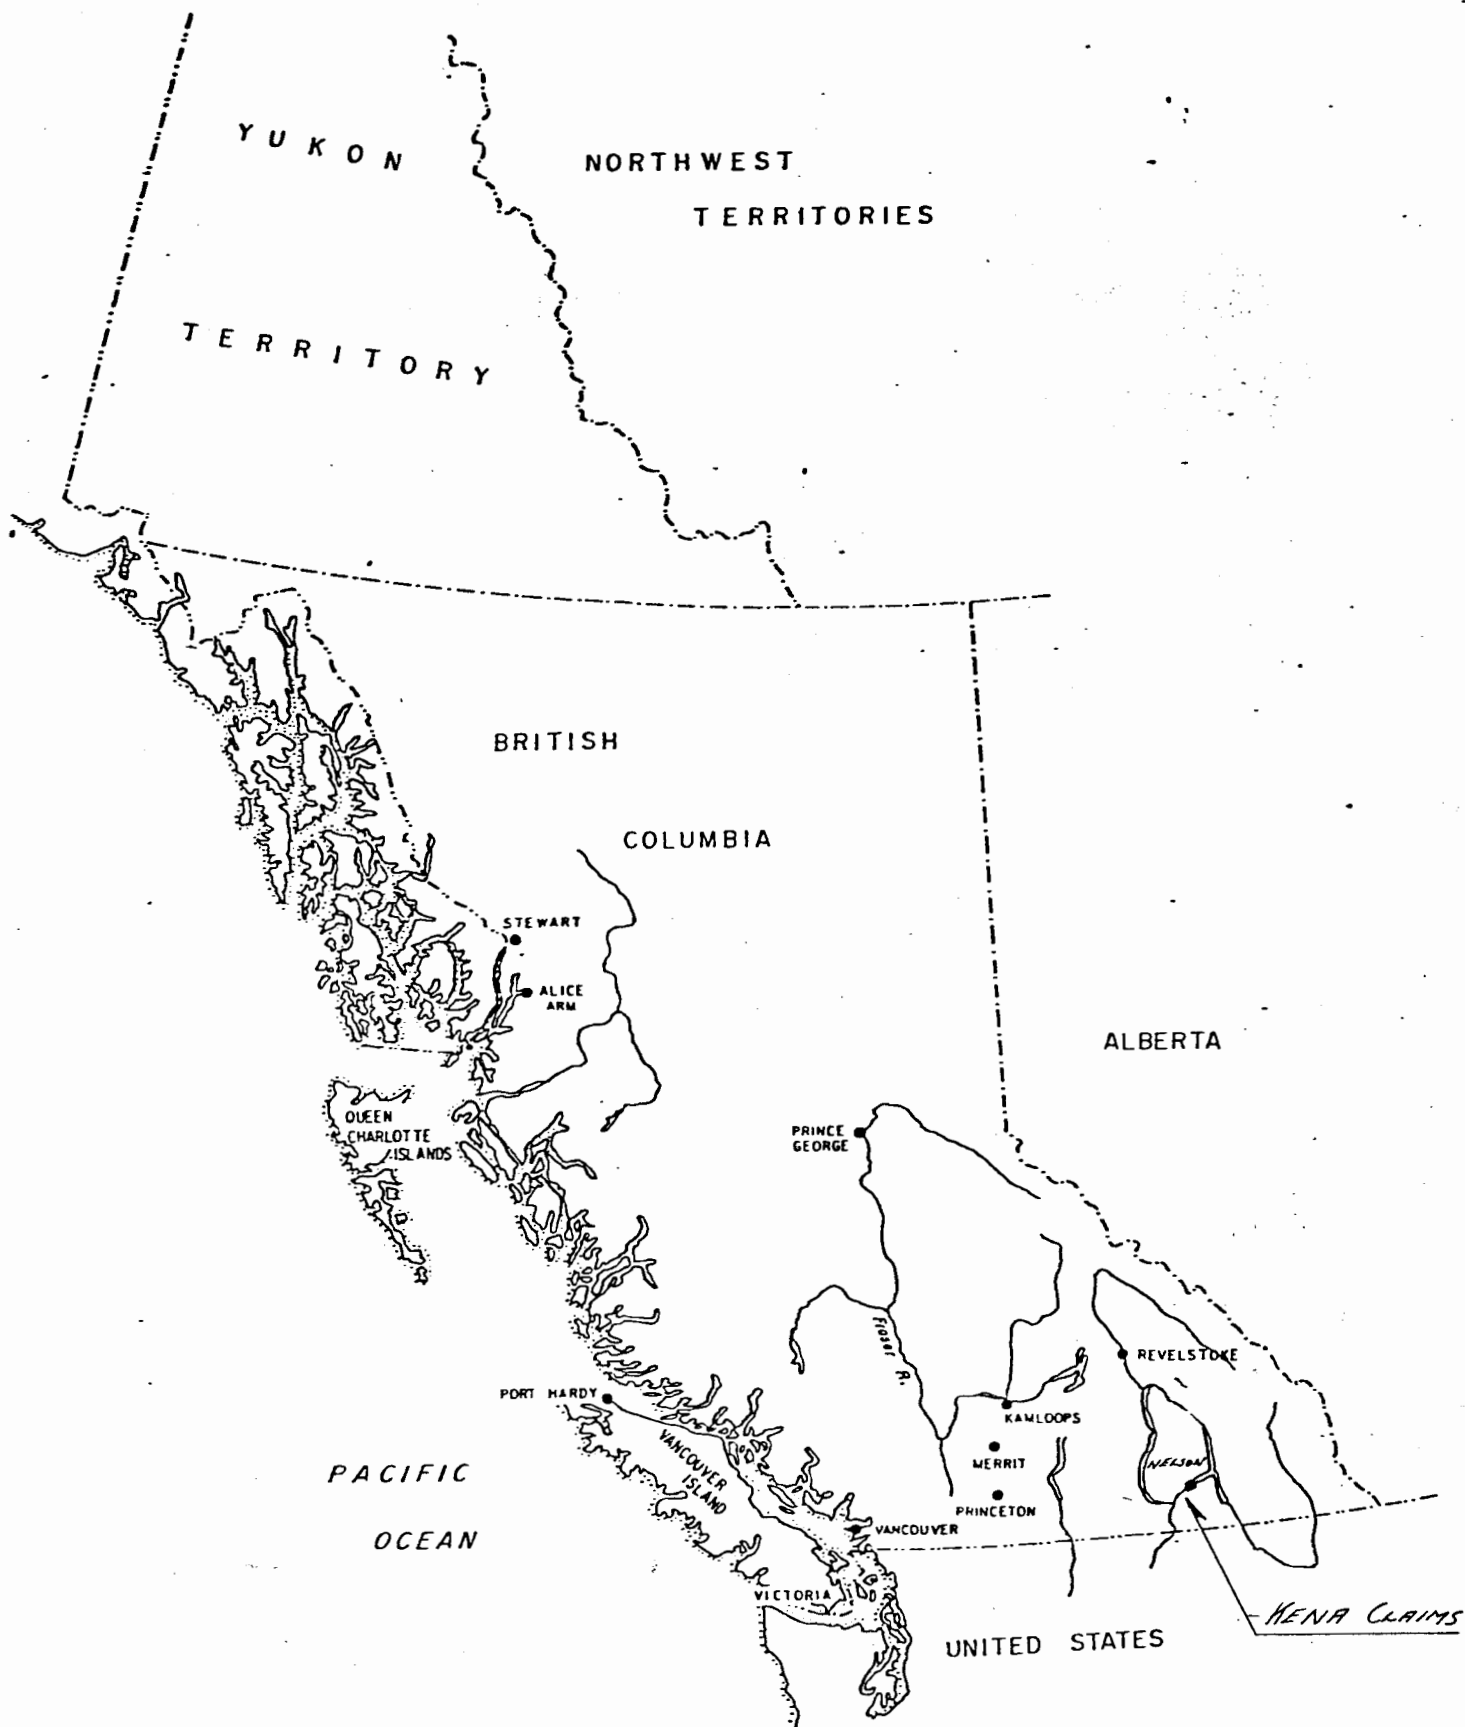 YUKON
TERRITORY
NORTHWEST
TERRITORIES
BRITISH
COLUMBIA
STEWART
ALICE
ARM
ALBERTA
QUEEN
CHARLOTTE
ISLANDS
PRINCE
GEORGE
Fraser R.
REVELSTOKE
PORT HARDY
KAMLOOPS
VANCOUVER
ISLAND
MERRIT
NELSON
PACIFIC
OCEAN
PRINCETON
VANCOUVER
VICTORIA
KENA CLAIMS
UNITED STATES